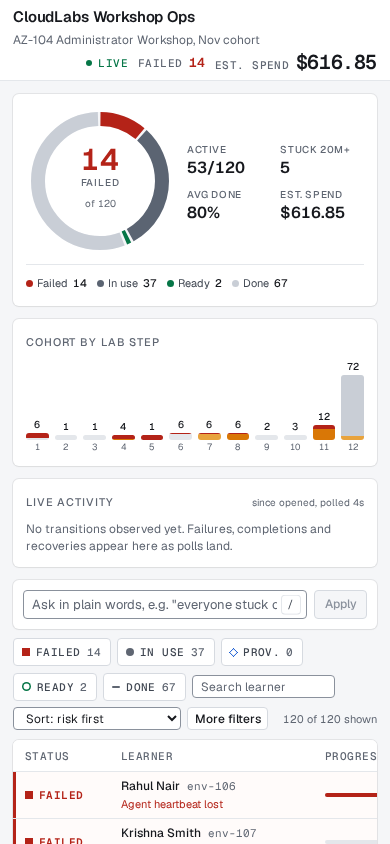 CloudLabs Workshop Ops
AZ-104 Administrator Workshop, Nov cohort
LIVE FAILED 14 EST. SPEND $616.85
14
FAILED
of 120
ACTIVE
53/120
STUCK 20M+
5
AVG DONE
80%
EST. SPEND
$616.85
Failed 14 In use 37 Ready 2 Done 67
COHORT BY LAB STEP
6 1 1 4 1 6 6 6 2 3 12 72
1 2 3 4 5 6 7 8 9 10 11 12
LIVE ACTIVITY
since opened, polled 4s
No transitions observed yet. Failures, completions and
recoveries appear here as polls land.
Ask in plain words, e.g. "everyone stuck c / Apply
FAILED 14 IN USE 37 PROV. 0
READY 2 DONE 67 Search learner
Sort: risk first More filters 120 of 120 shown
STATUS LEARNER PROGRES
FAILED Rahul Nair env-106
Agent heartbeat lost
FAILED Krishna Smith env-107